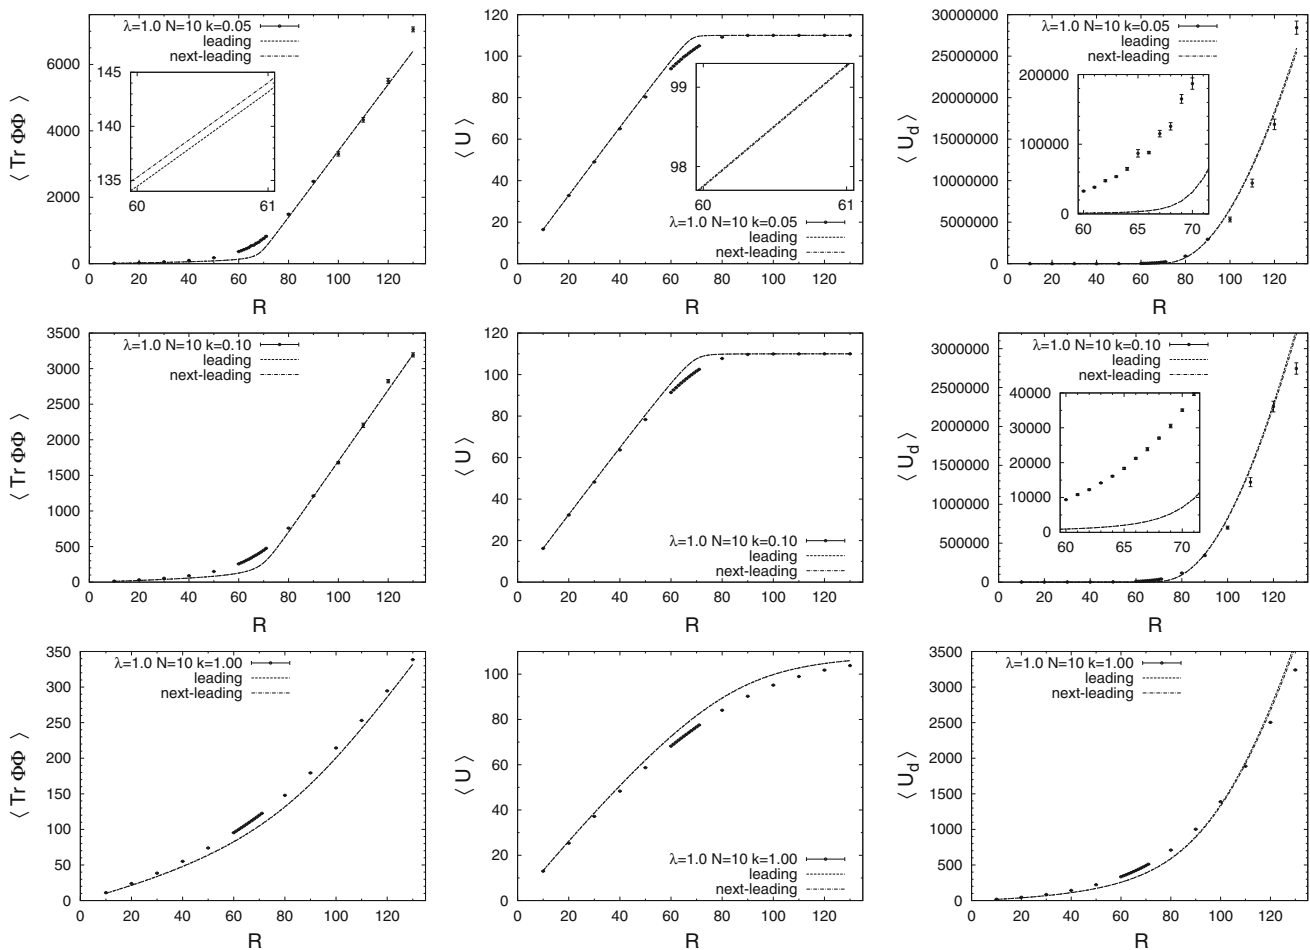 λ=1.0 N=10 k=0.05
leading
next-leading
⟨ Tr ΦΦ ⟩
6000
4000
2000
0
145
140
135
60 61
0 20 40 60 80 100 120
R
120
100
80
60
40
20
0
⟨ U ⟩
99
98
60 61
λ=1.0 N=10 k=0.05
leading
next-leading
0 20 40 60 80 100 120
R
30000000
25000000
20000000
15000000
10000000
5000000
0
⟨ U_d ⟩
λ=1.0 N=10 k=0.05
leading
next-leading
200000
100000
0
60 65 70
0 20 40 60 80 100 120
R
3500
3000
2500
2000
1500
1000
500
0
⟨ Tr ΦΦ ⟩
λ=1.0 N=10 k=0.10
leading
next-leading
0 20 40 60 80 100 120
R
120
100
80
60
40
20
0
⟨ U ⟩
λ=1.0 N=10 k=0.10
leading
next-leading
0 20 40 60 80 100 120
R
3000000
2500000
2000000
1500000
1000000
500000
0
⟨ U_d ⟩
λ=1.0 N=10 k=0.10
leading
next-leading
40000
30000
20000
10000
0
60 65 70
0 20 40 60 80 100 120
R
350
300
250
200
150
100
50
0
⟨ Tr ΦΦ ⟩
λ=1.0 N=10 k=1.00
leading
next-leading
0 20 40 60 80 100 120
R
100
80
60
40
20
0
⟨ U ⟩
λ=1.0 N=10 k=1.00
leading
next-leading
0 20 40 60 80 100 120
R
3500
3000
2500
2000
1500
1000
500
0
⟨ U_d ⟩
λ=1.0 N=10 k=1.00
leading
next-leading
0 20 40 60 80 100 120
R